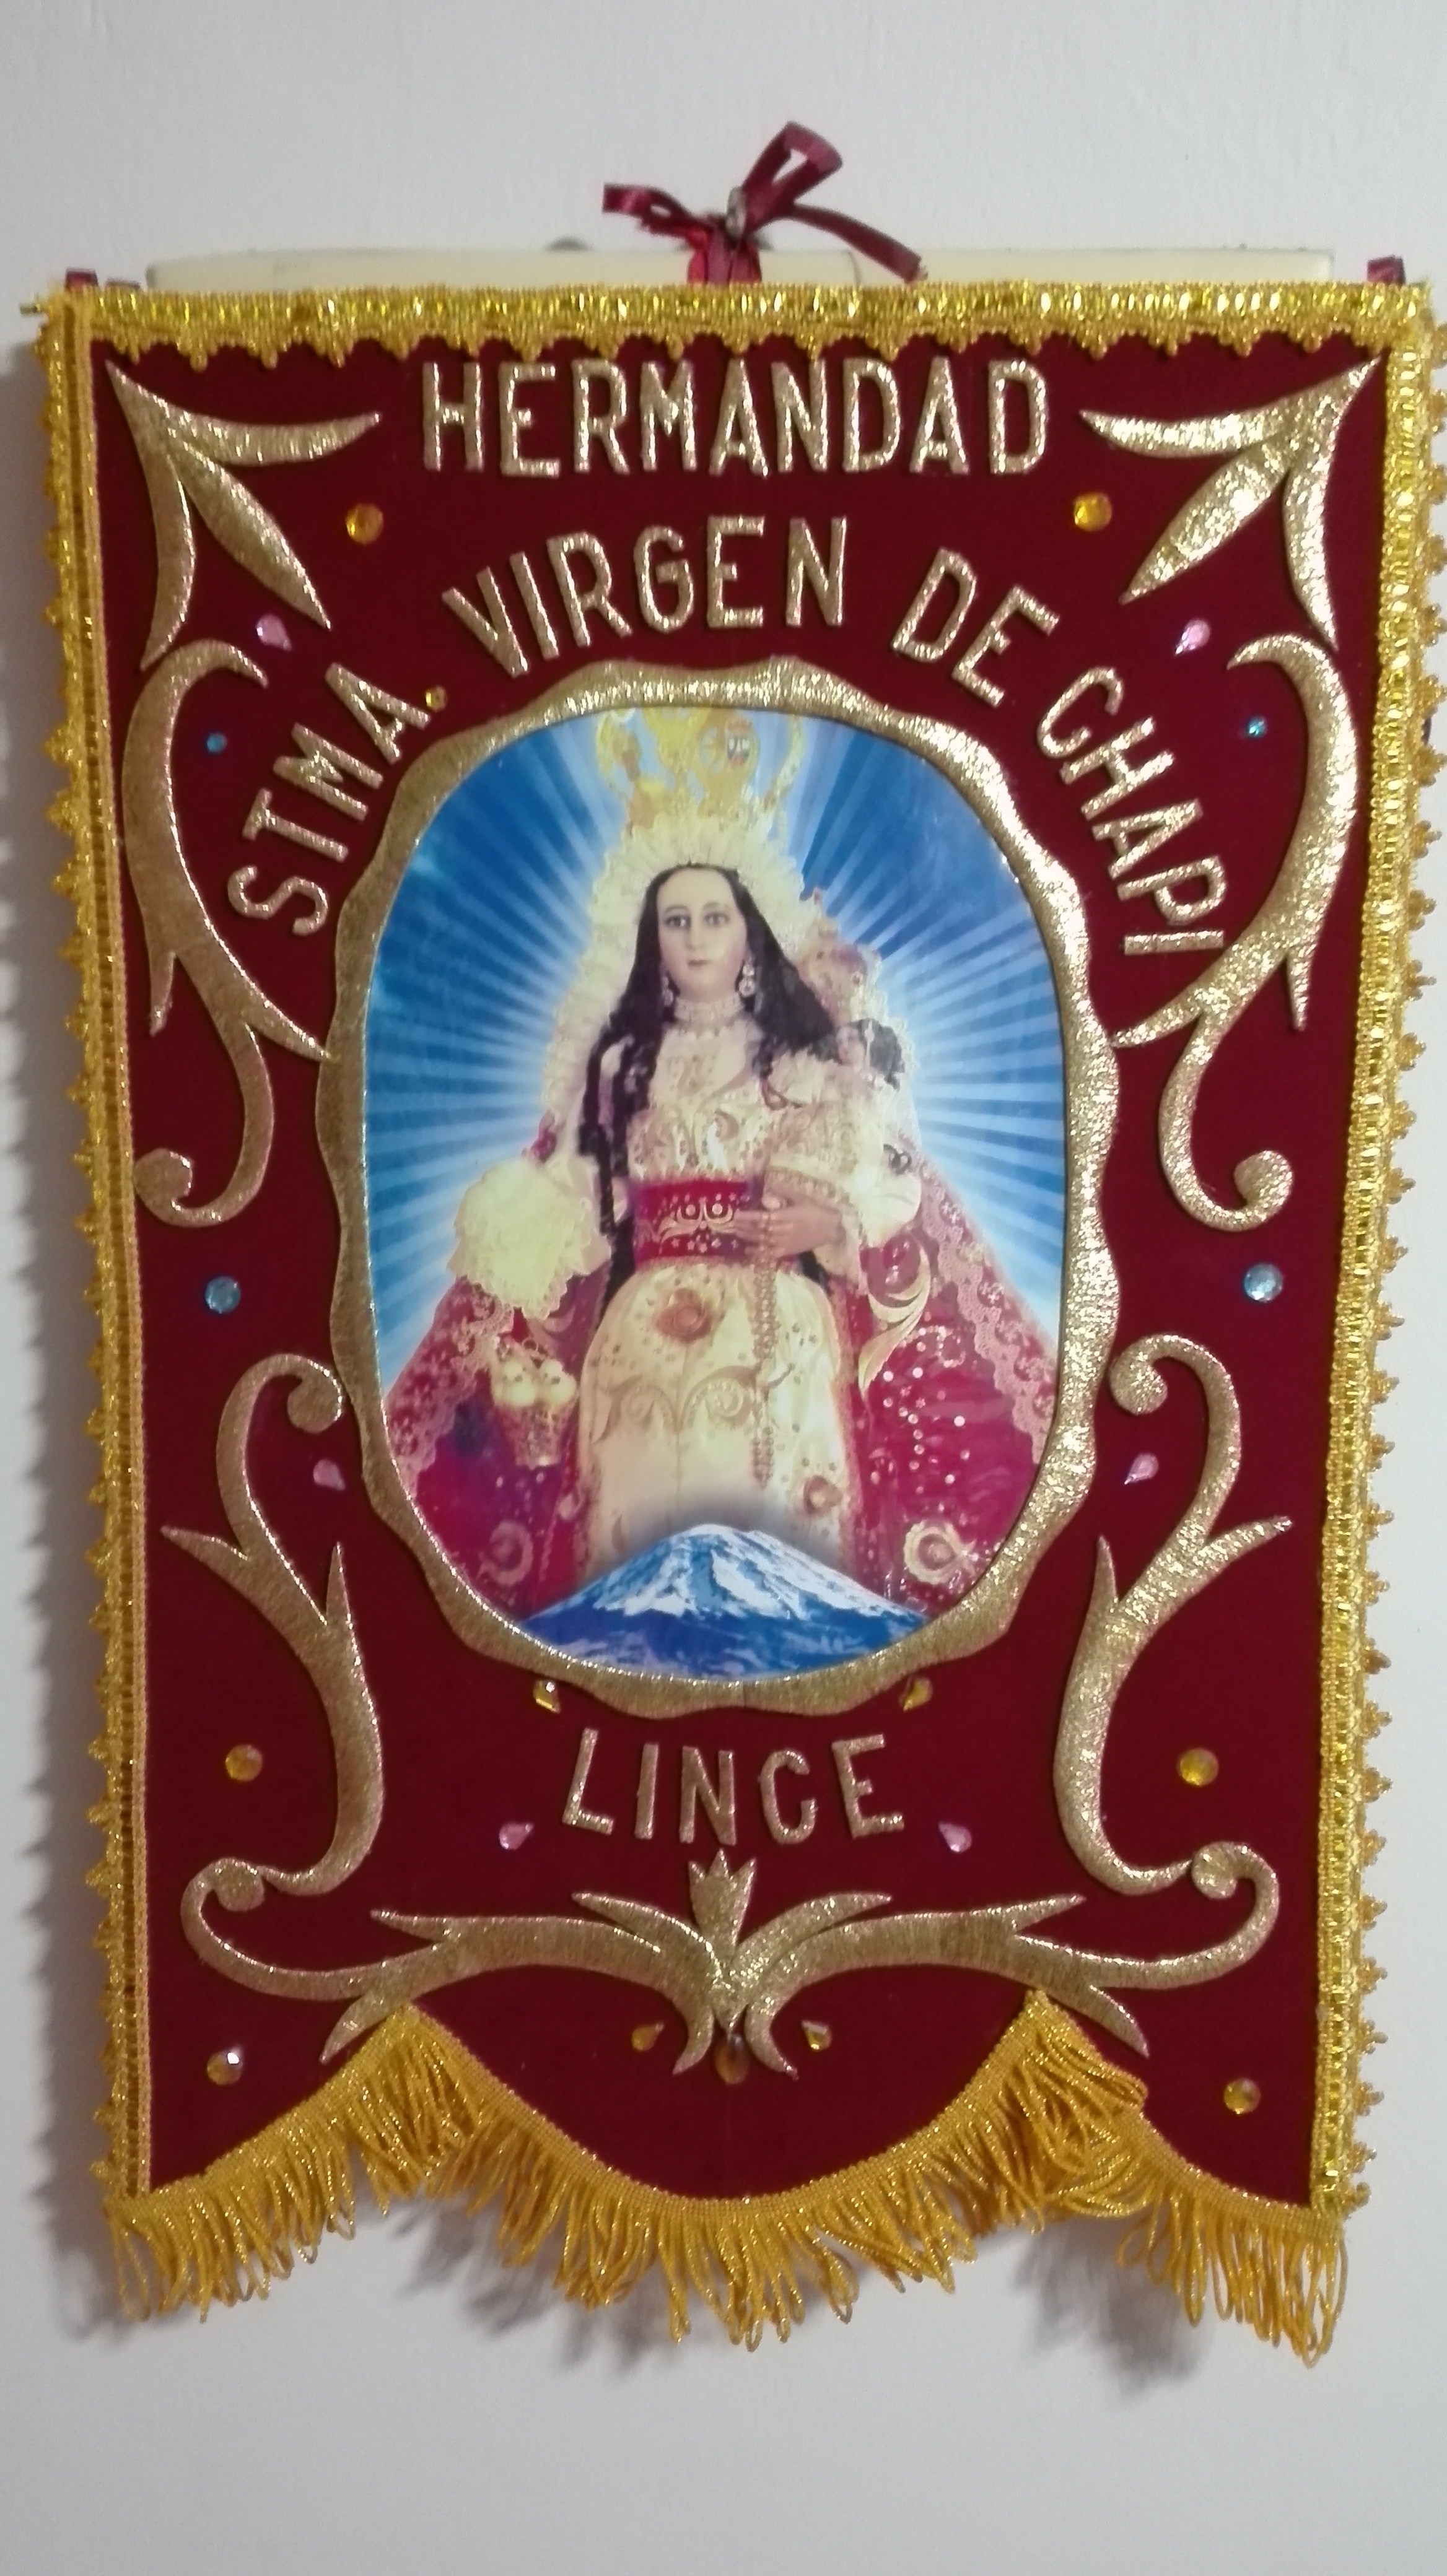 HERMANDAD
STMA. VIRGEN DE CHAPI
LINCE